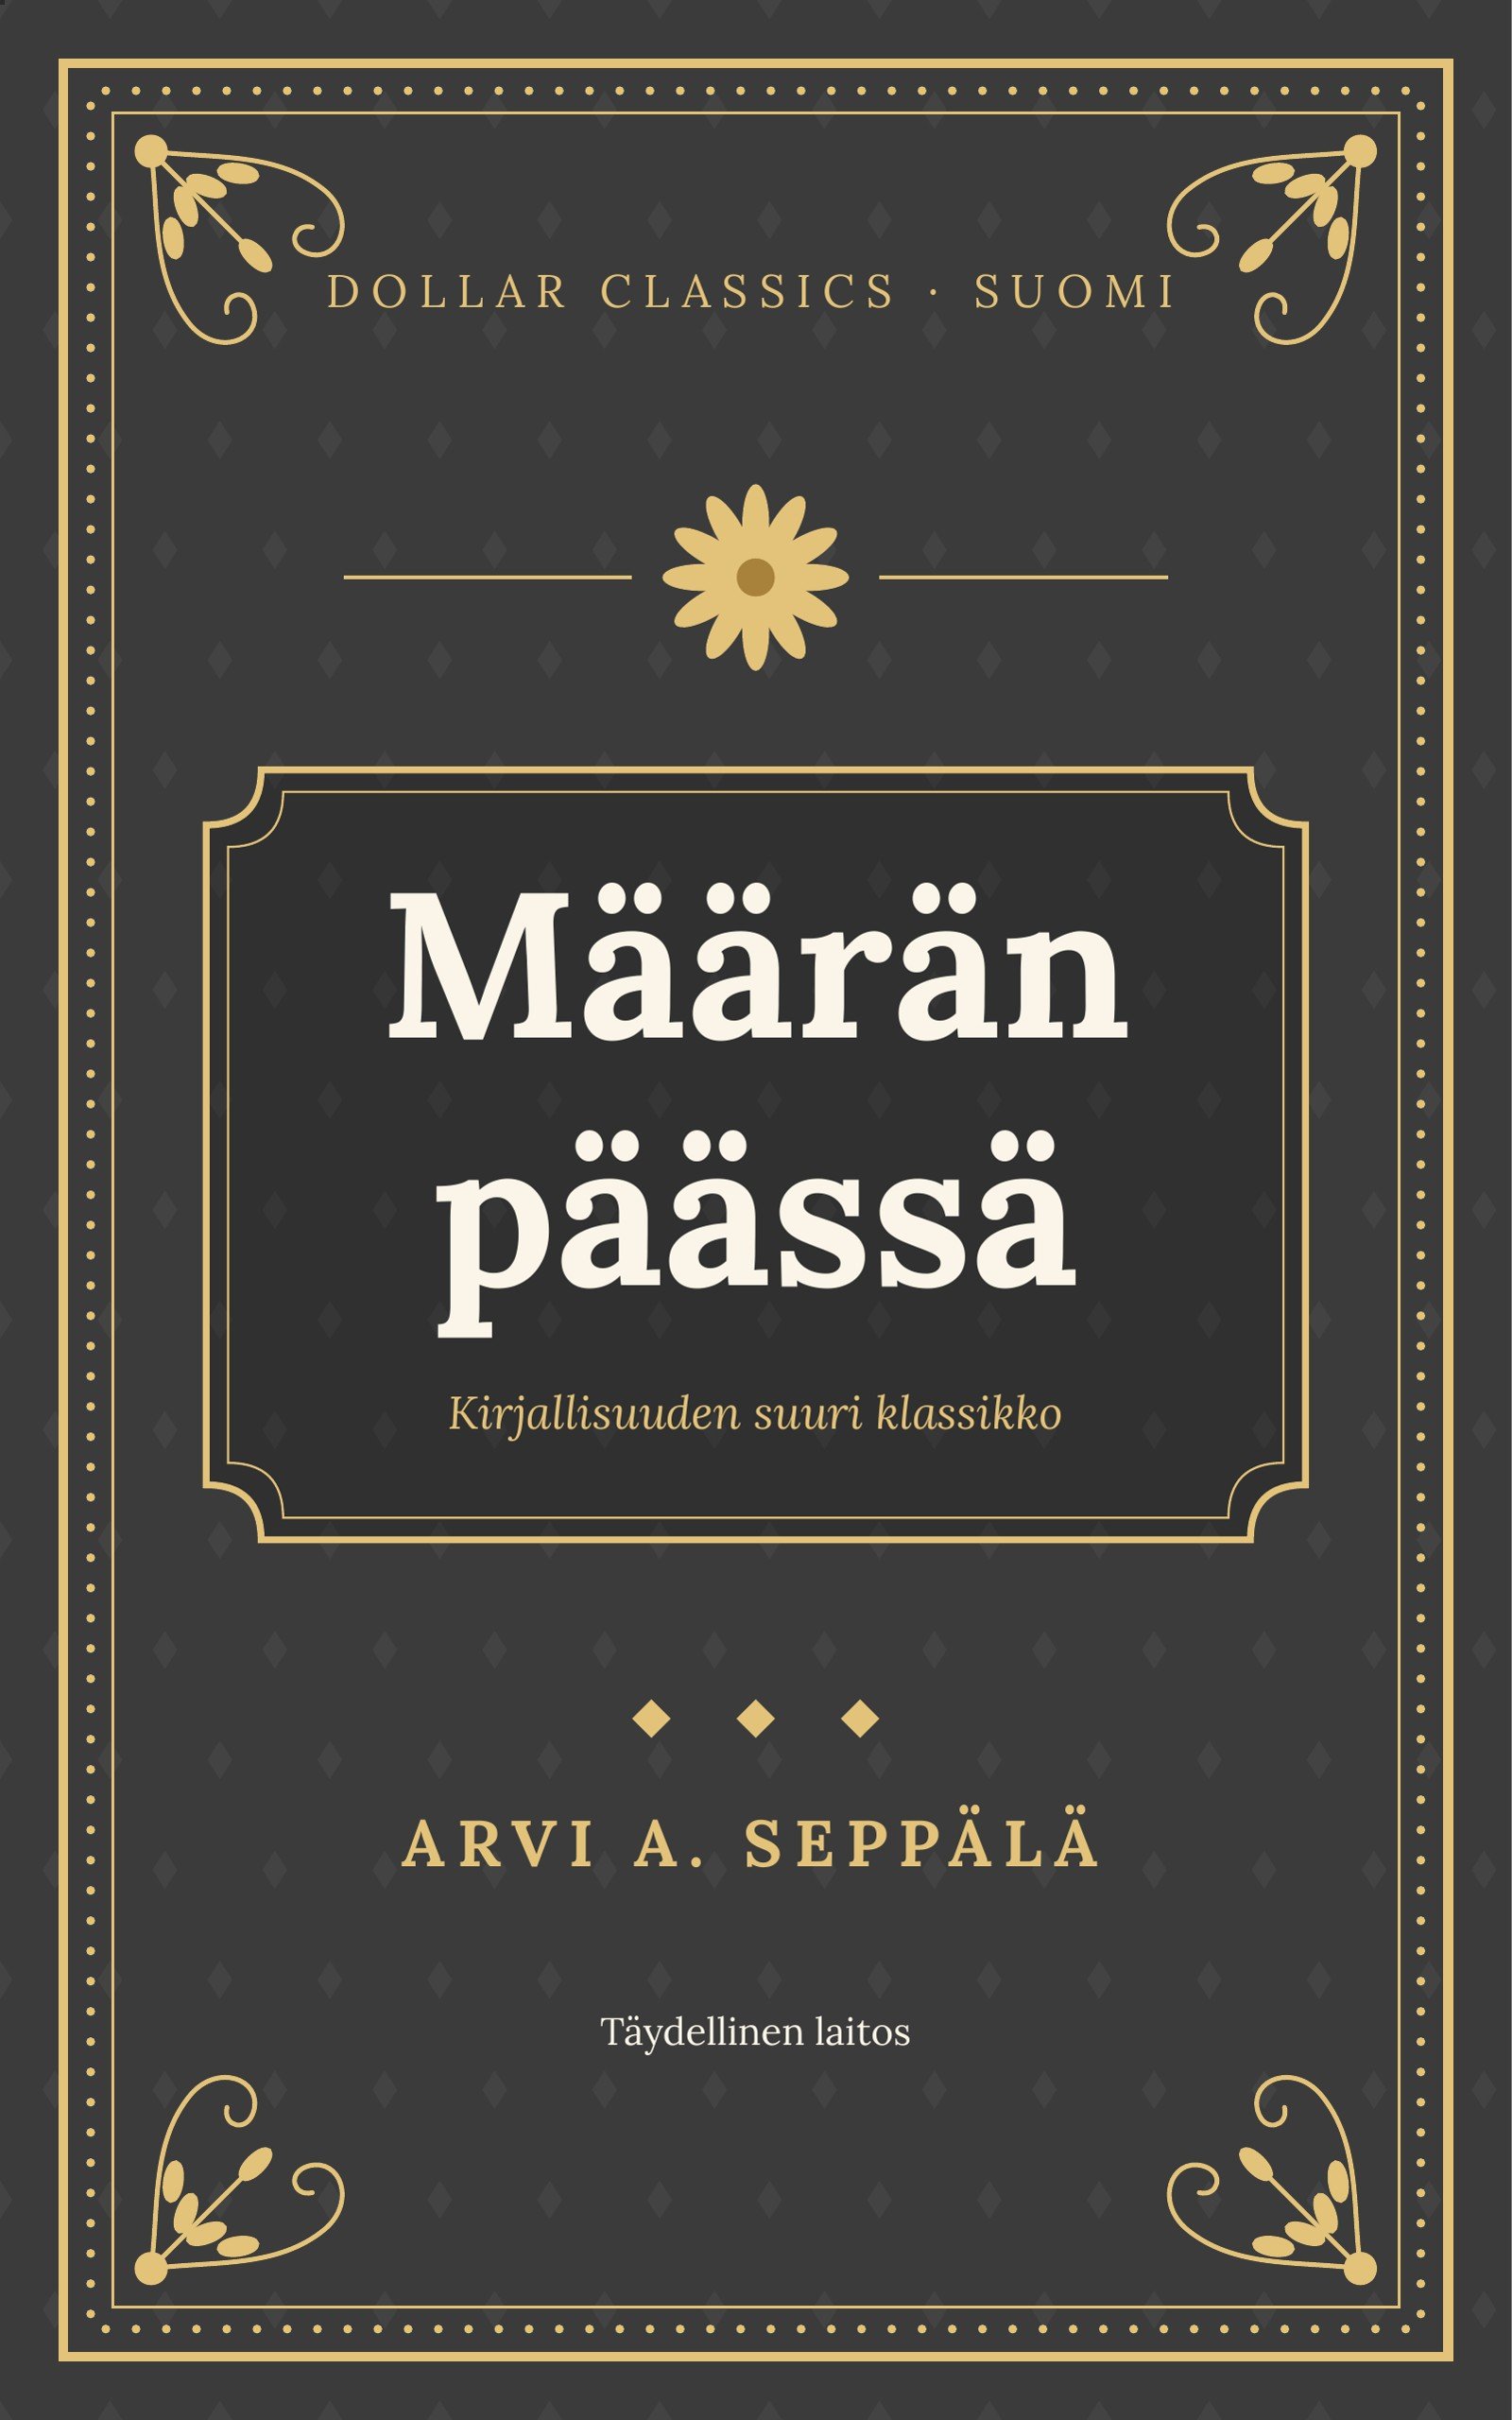 DOLLAR CLASSICS · SUOMI
Määrän
päässä
Kirjallisuuden suuri klassikko
ARVI A. SEPPÄLÄ
Täydellinen laitos